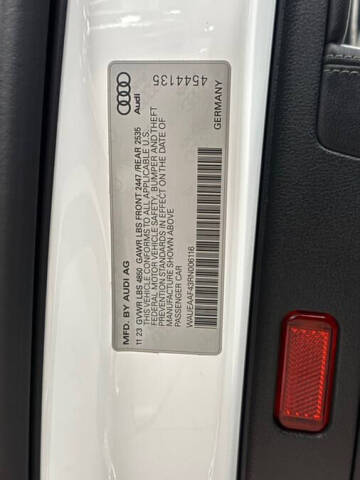 MFD. BY AUDI AG
11 23 GVWR LBS 4860 GAWR LBS FRONT 2447 /REAR 2535
THIS VEHICLE CONFORMS TO ALL APPLICABLE U.S.
FEDERAL MOTOR VEHICLE SAFETY, BUMPER AND THEFT
PREVENTION STANDARDS IN EFFECT ON THE DATE OF
MANUFACTURE SHOWN ABOVE
PASSENGER CAR
WAUEAAF43RN006116
Audi
4544135
GERMANY